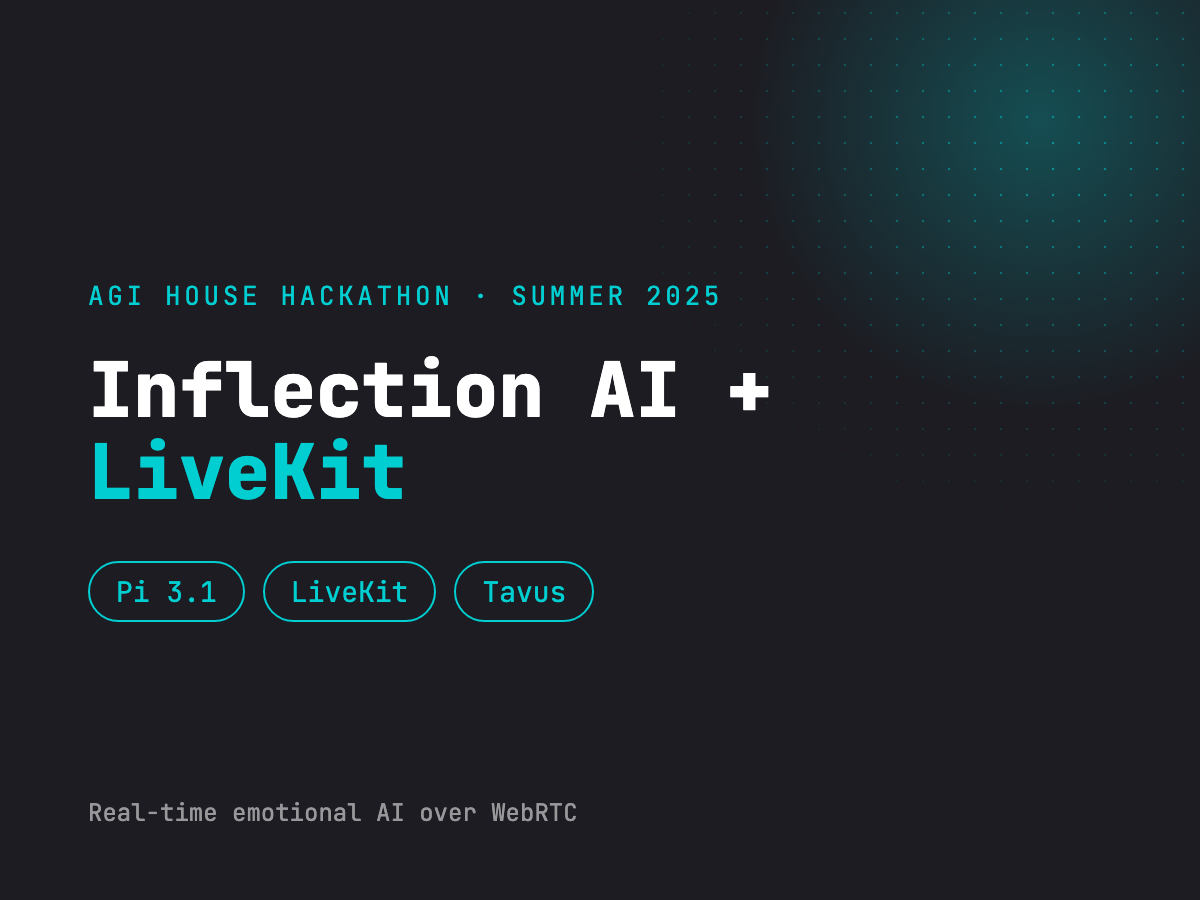 AGI HOUSE HACKATHON · SUMMER 2025
Inflection AI +
LiveKit
Pi 3.1 LiveKit Tavus
Real-time emotional AI over WebRTC